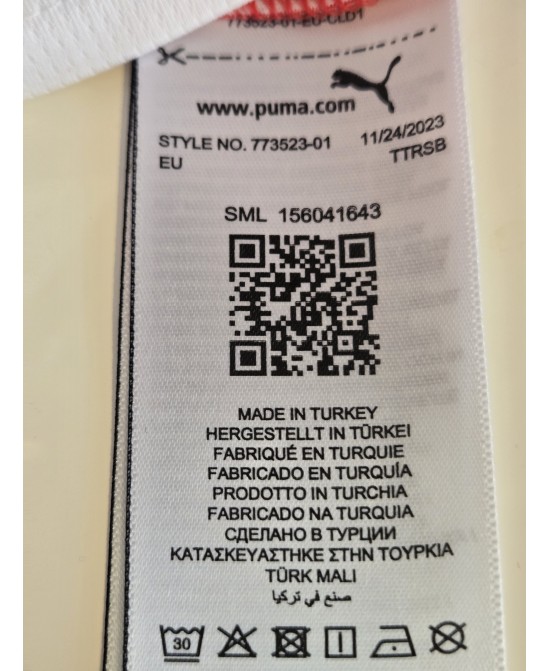 773523-01-EU-CLD1
www.puma.com
STYLE NO. 773523-01 11/24/2023
EU TTRSB
SML 156041643
MADE IN TURKEY
HERGESTELLT IN TÜRKEI
FABRIQUÉ EN TURQUIE
FABRICADO EN TURQUÍA
PRODOTTO IN TURCHIA
FABRICADO NA TURQUIA
СДЕЛАНО В ТУРЦИИ
ΚΑΤΑΣΚΕΥΑΣΤΗΚΕ ΣΤΗΝ ΤΟΥΡΚΙΑ
TÜRK MALI
صنع في تركيا
30